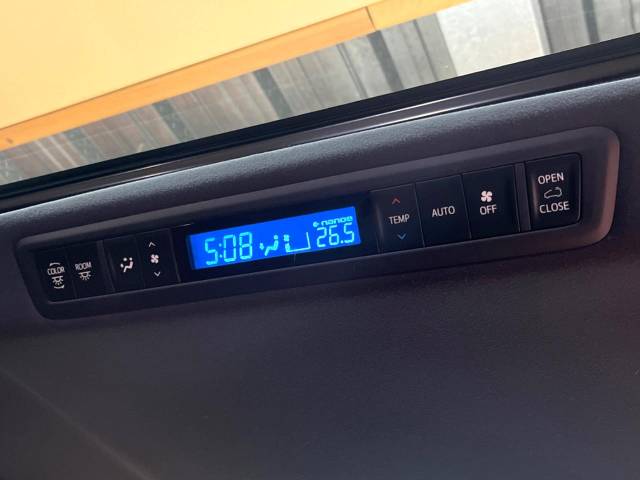 COLOR
ROOM
5:08
nanoe
26.5
TEMP
AUTO
OFF
OPEN
CLOSE